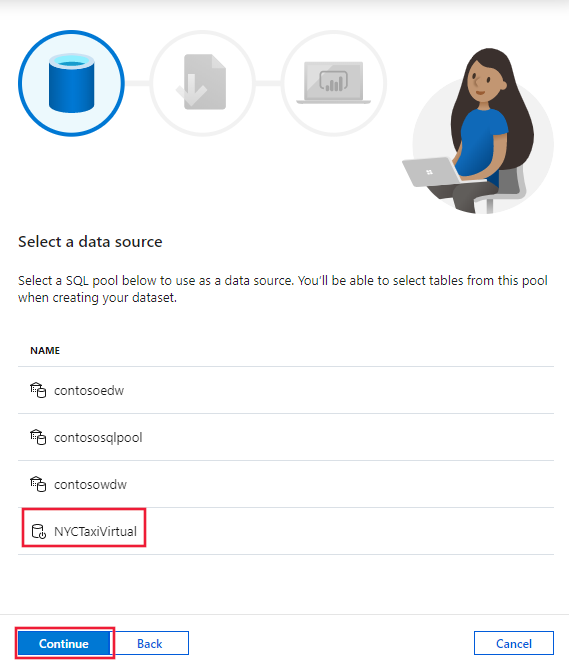 Select a data source
Select a SQL pool below to use as a data source. You'll be able to select tables from this pool
when creating your dataset.
NAME
contosoedw
contososqlpool
contosowdw
NYCTaxiVirtual
Continue
Back
Cancel